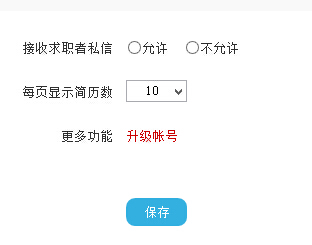 接收求职者私信 允许 不允许
每页显示简历数 10
更多功能 升级帐号
保存